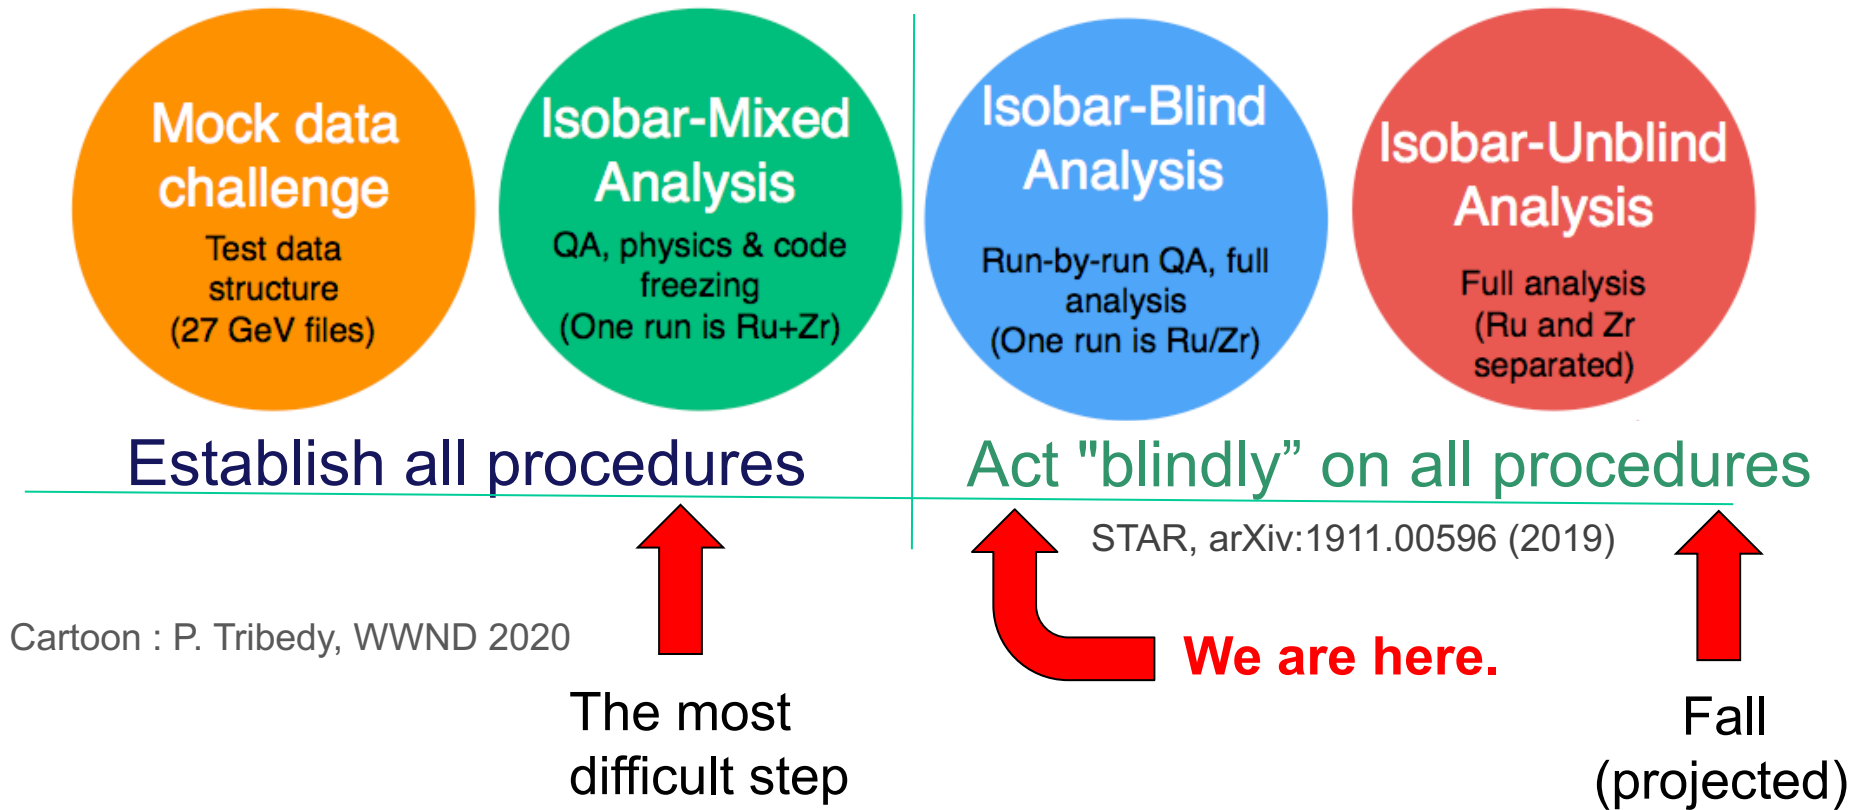 Mock data
challenge
Test data
structure
(27 GeV files)
Isobar-Mixed
Analysis
QA, physics & code
freezing
(One run is Ru+Zr)
Isobar-Blind
Analysis
Run-by-run QA, full
analysis
(One run is Ru/Zr)
Isobar-Unblind
Analysis
Full analysis
(Ru and Zr
separated)
Establish all procedures
Act "blindly” on all procedures
STAR, arXiv:1911.00596 (2019)
Cartoon : P. Tribedy, WWND 2020
We are here.
The most
difficult step
Fall
(projected)